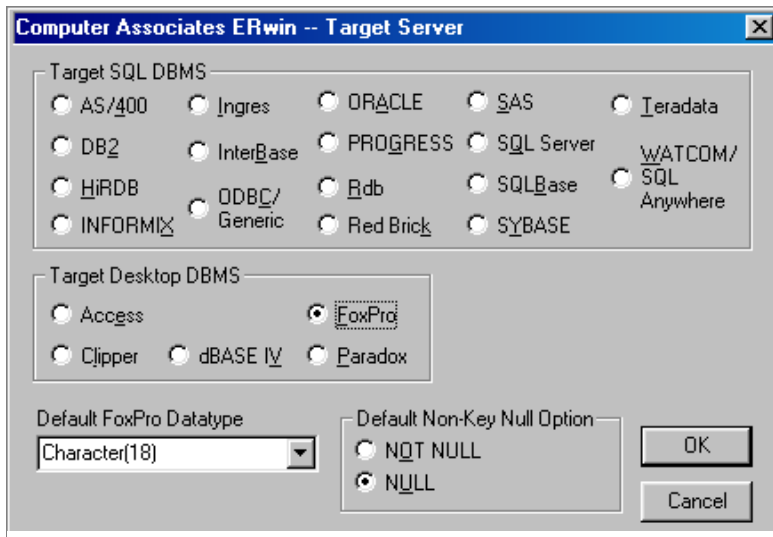 Computer Associates ERwin -- Target Server
Target SQL DBMS
AS/400
DB2
HiRDB
INFORMIX
Ingres
InterBase
ODBC/
Generic
ORACLE
PROGRESS
Rdb
Red Brick
SAS
SQL Server
SQLBase
SYBASE
Teradata
WATCOM/
SQL
Anywhere
Target Desktop DBMS
Access
FoxPro
Clipper
dBASE IV
Paradox
Default FoxPro Datatype
Character(18)
Default Non-Key Null Option
NOT NULL
NULL
OK
Cancel